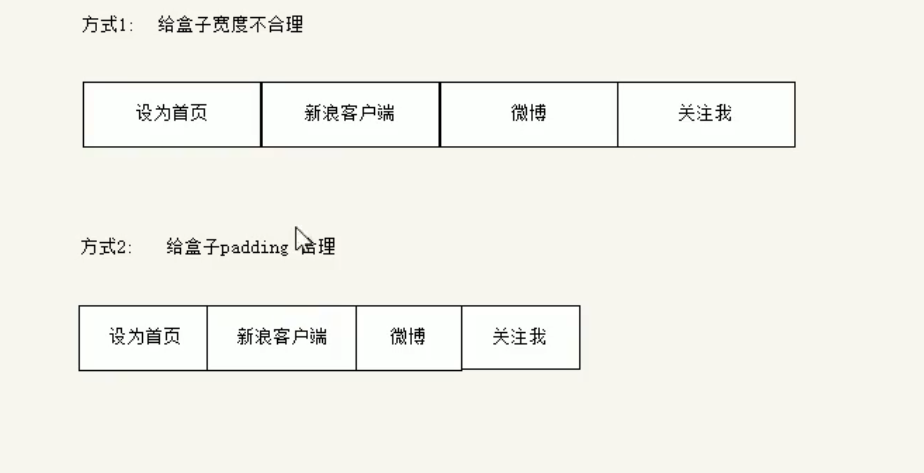 方式1: 给盒子宽度不合理
设为首页 新浪客户端 微博 关注我
方式2: 给盒子padding 合理
设为首页 新浪客户端 微博 关注我